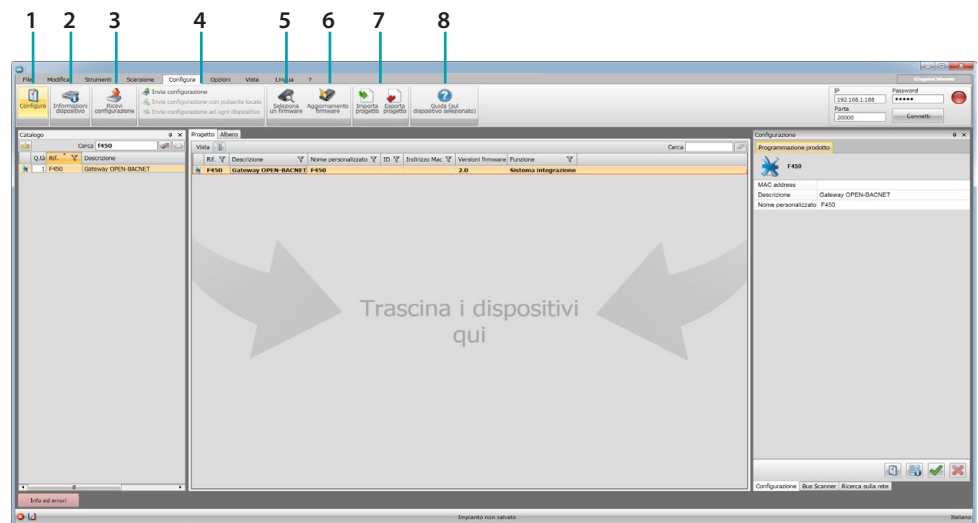 1 2 3 4 5 6 7 8
File Modifica Strumenti Scansione Configura Opzioni Vista Lingua ?
Configura
Informazioni dispositivo
Ricevi configurazione
Invia configurazione
Invia configurazione con pulsante locale
Invia configurazione ad ogni dispositivo
Seleziona un firmware
Aggiornamento firmware
Importa progetto
Esporta progetto
Guida (sul dispositivo selezionato)
IP
192.168.1.188
Password
•••••
Porta
20000
Connetti
Catalogo
Cerca F450
Q.tà Rif. Descrizione
1 F450 Gateway OPEN-BACNET
Progetto Albero
Vista
Cerca
Rif. Descrizione Nome personalizzato ID Indirizzo Mac Versioni firmware Funzione
F450 Gateway OPEN-BACNET F450 2.0 Sistema integrazione
Trascina i dispositivi
qui
Configurazione
Programmazione prodotto
F450
MAC address
Descrizione Gateway OPEN-BACNET
Nome personalizzato F450
Configurazione Bus Scanner Ricerca sulla rete
Info ed errori
Impianto non salvato
Italiano